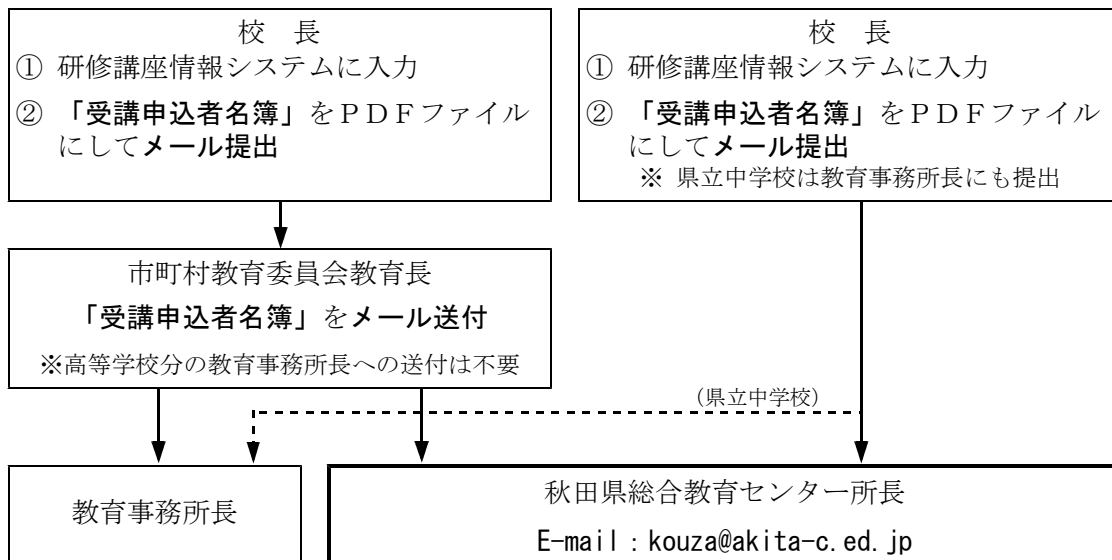 校 長
① 研修講座情報システムに入力
② 「受講申込者名簿」をＰＤＦファイル
にしてメール提出
校 長
① 研修講座情報システムに入力
② 「受講申込者名簿」をＰＤＦファイル
にしてメール提出
※ 県立中学校は教育事務所長にも提出
市町村教育委員会教育長
「受講申込者名簿」をメール送付
※高等学校分の教育事務所長への送付は不要
(県立中学校)
教育事務所長
秋田県総合教育センター所長
E-mail：kouza@akita-c.ed.jp